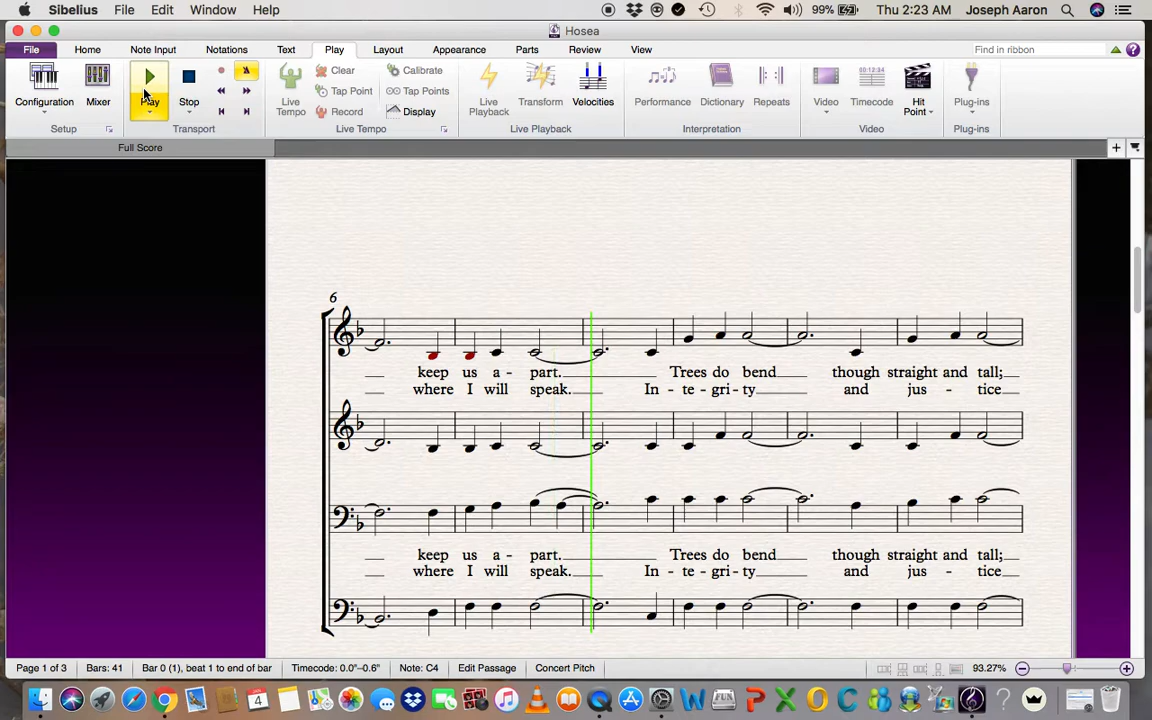 Sibelius File Edit Window Help 99% Thu 2:23 AM Joseph Aaron
Hosea
File Home Note Input Notations Text Play Layout Appearance Parts Review View Find in ribbon
Configuration Mixer Play Stop Live Tempo Clear Tap Point Record Calibrate Tap Points Display Live Playback Transform Velocities Performance Dictionary Repeats Video Timecode Hit Point Plug-ins
Setup Transport Live Tempo Live Playback Interpretation Video Plug-ins
Full Score
6
keep us a - part. Trees do bend though straight and tall;
where I will speak. In - te - gri - ty and jus - tice
keep us a - part. Trees do bend though straight and tall;
where I will speak. In - te - gri - ty and jus - tice
Page 1 of 3 Bars: 41 Bar 0 (1), beat 1 to end of bar Timecode: 0.0"–0.6" Note: C4 Edit Passage Concert Pitch 93.27%